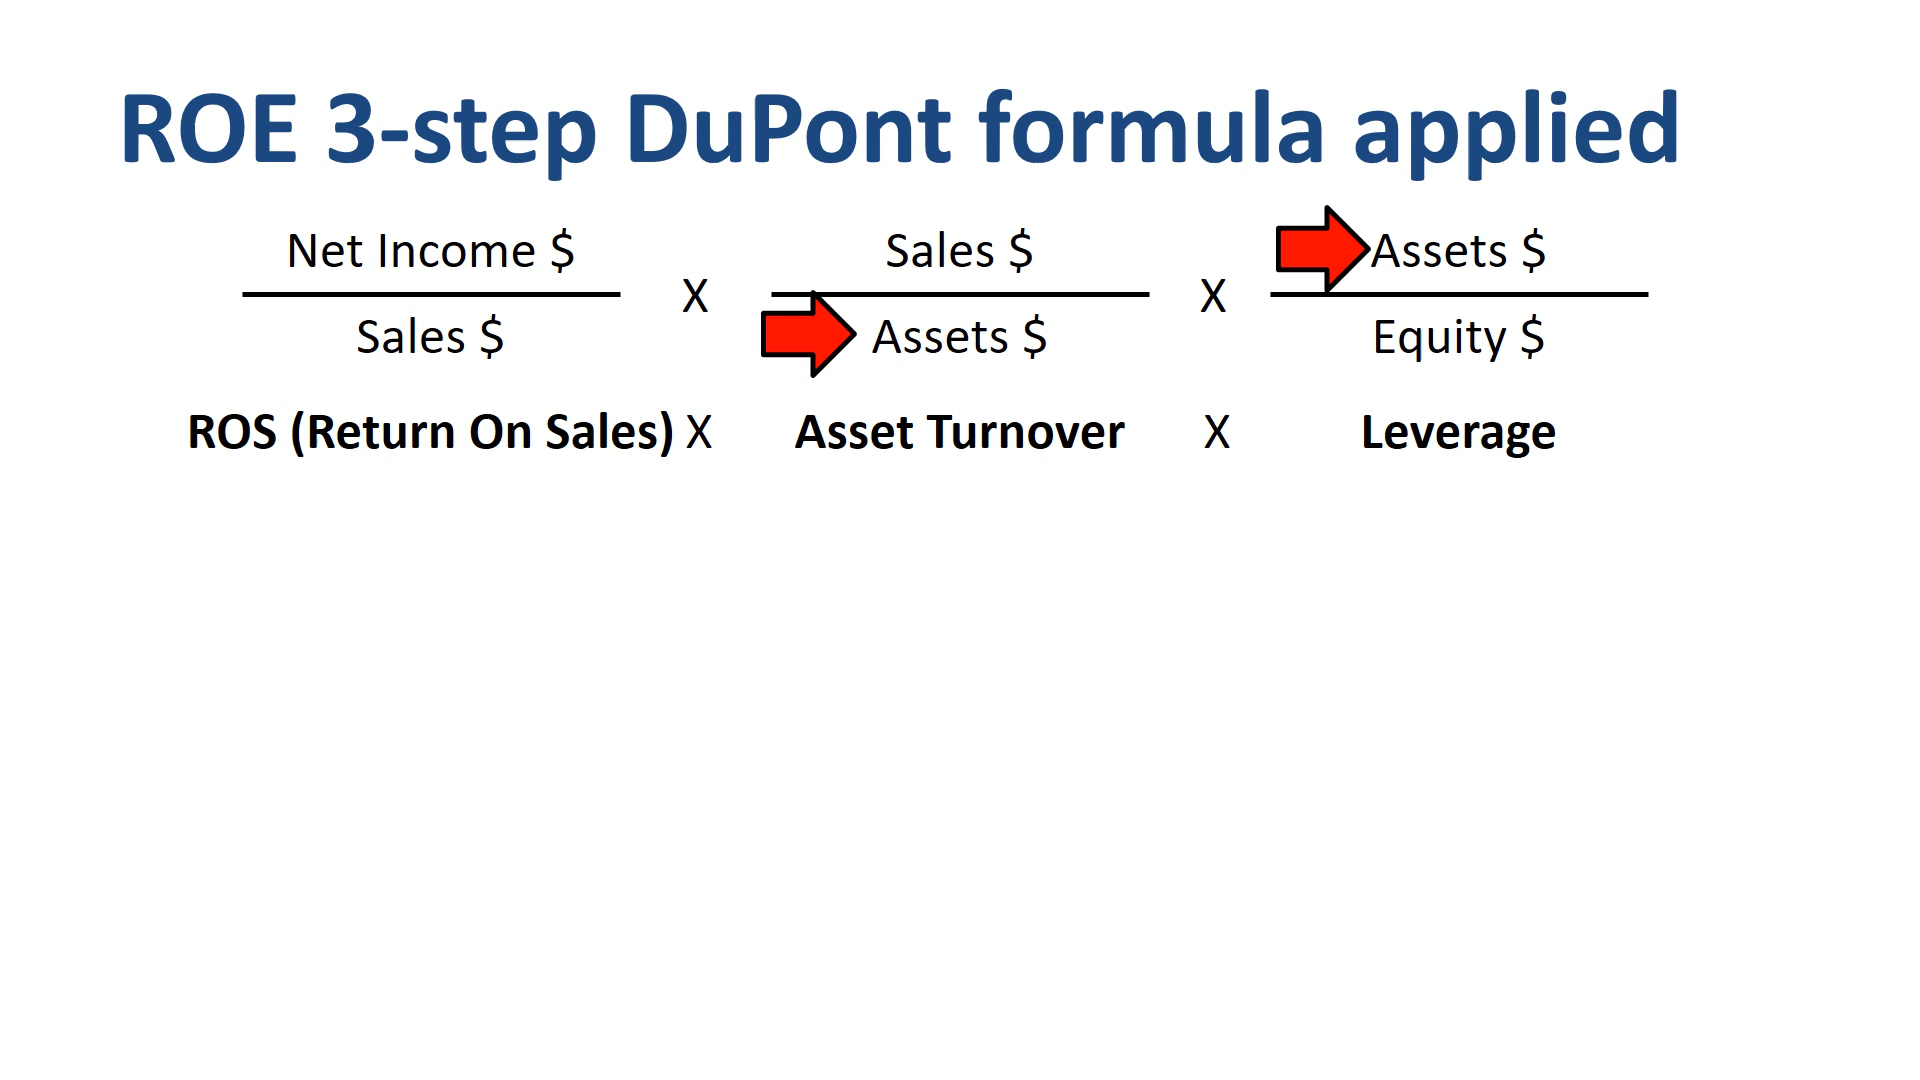 ROE 3-step DuPont formula applied
Net Income $ Sales $ Assets $
X X
Sales $ Assets $ Equity $
ROS (Return On Sales) X Asset Turnover X Leverage